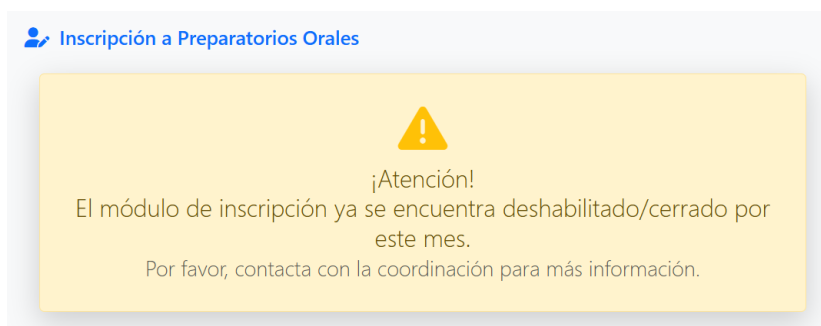 Inscripción a Preparatorios Orales
¡Atención!
El módulo de inscripción ya se encuentra deshabilitado/cerrado por
este mes.
Por favor, contacta con la coordinación para más información.